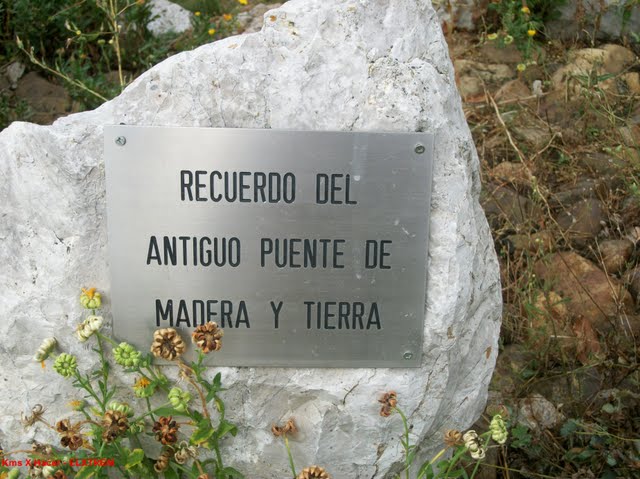 RECUERDO DEL
ANTIGUO PUENTE DE
MADERA Y TIERRA